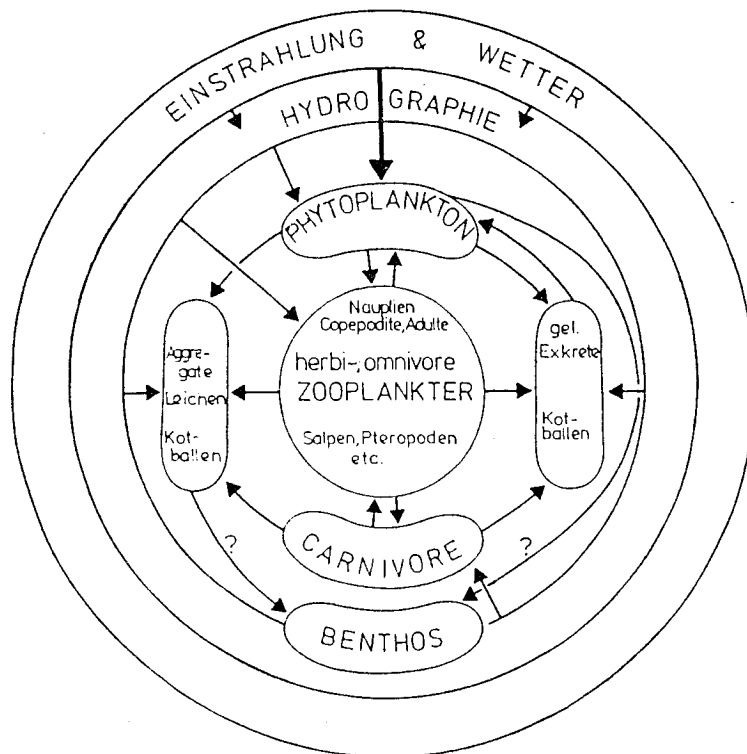 EINSTRAHLUNG & WETTER
HYDROGRAPHIE
PHYTOPLANKTON
Nauplien
Copepodite, Adulte
herbi-, omnivore
ZOOPLANKTER
Salpen, Pteropoden
etc.
Aggre-
gate
Leichen
Kot-
ballen
gel.
Exkrete
Kot-
ballen
?
CARNIVORE
?
BENTHOS